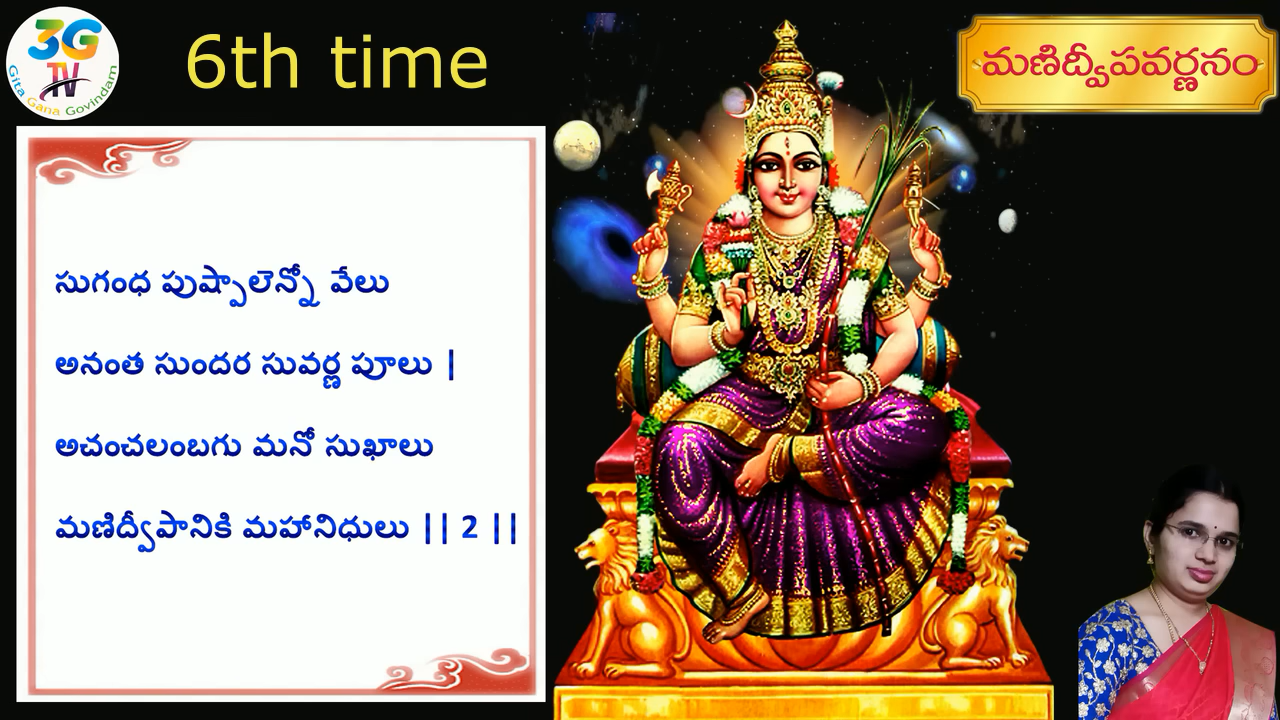 3G
TV
Gita Gana Govindam
6th time
మణిద్వీపవర్ణనం
సుగంధ పుష్పాలెన్నో వేలు
అనంత సుందర సువర్ణ పూలు |
అచంచలంబగు మనో సుఖాలు
మణిద్వీపానికి మహానిధులు || 2 ||